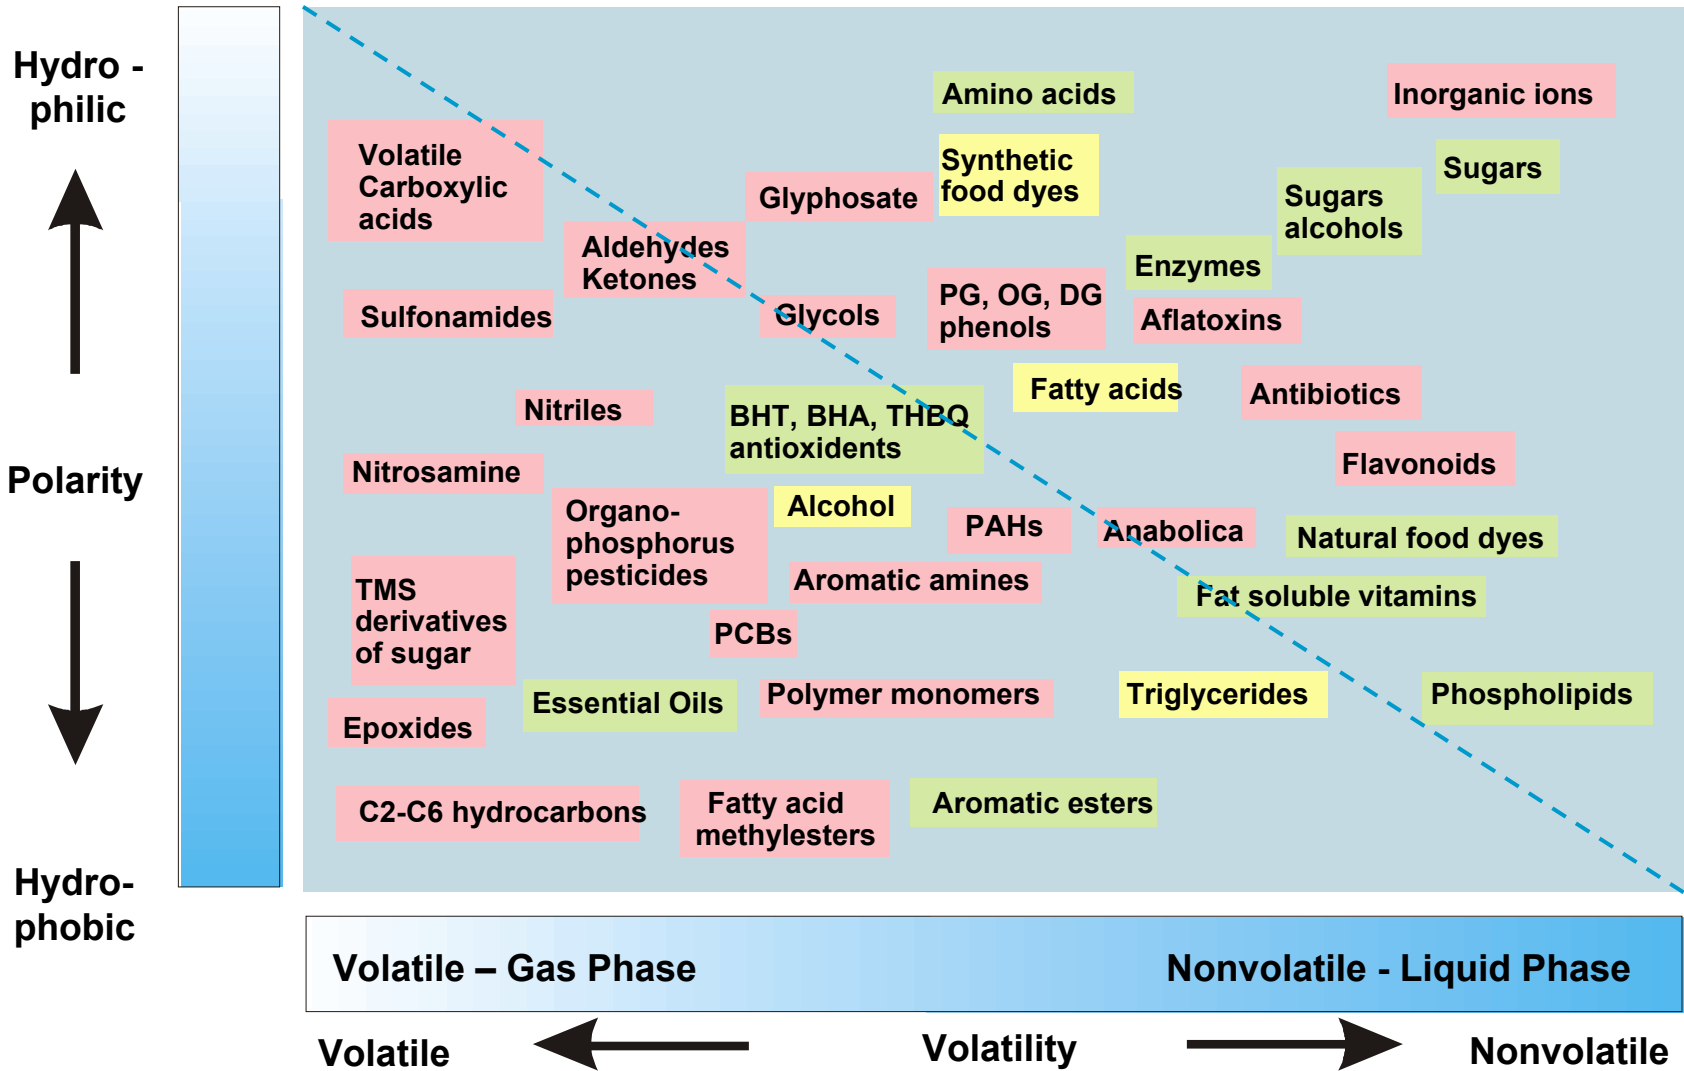 Hydro -
philic
Polarity
Hydro-
phobic
Amino acids
Inorganic ions
Volatile
Carboxylic
acids
Synthetic
food dyes
Sugars
Glyphosate
Sugars
alcohols
Aldehydes
Ketones
Enzymes
Sulfonamides
Glycols
PG, OG, DG
phenols
Aflatoxins
Fatty acids
Antibiotics
Nitriles
BHT, BHA, THBQ
antioxidents
Flavonoids
Nitrosamine
Organo-
phosphorus
pesticides
Alcohol
PAHs
Anabolica
Natural food dyes
TMS
derivatives
of sugar
Aromatic amines
Fat soluble vitamins
PCBs
Essential Oils
Polymer monomers
Triglycerides
Phospholipids
Epoxides
C2-C6 hydrocarbons
Fatty acid
methylesters
Aromatic esters
Volatile – Gas Phase
Nonvolatile - Liquid Phase
Volatile
Volatility
Nonvolatile